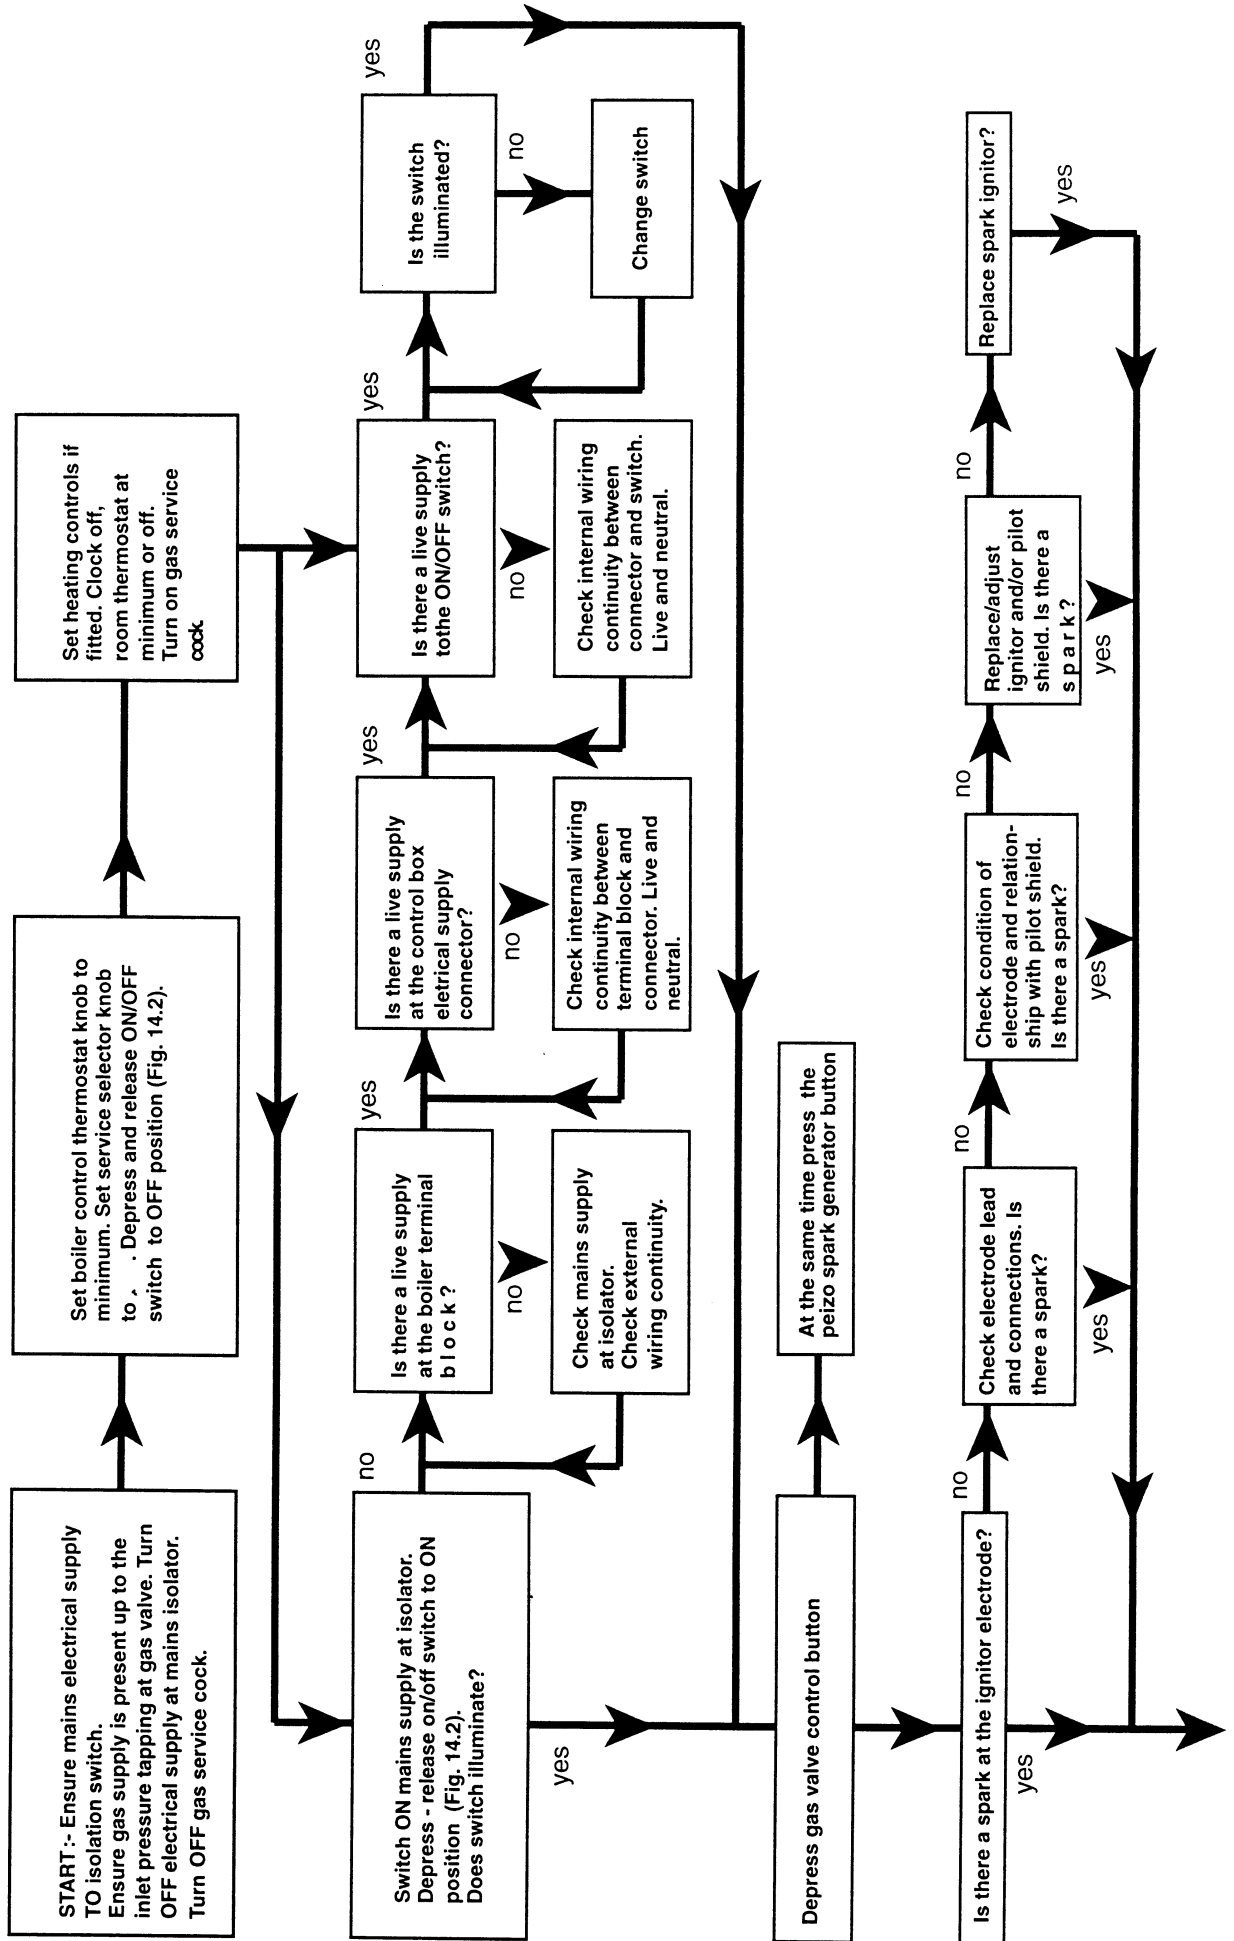 START:- Ensure mains electrical supply
TO isolation switch.
Ensure gas supply is present up to the
inlet pressure tapping at gas valve. Turn
OFF electrical supply at mains isolator.
Turn OFF gas service cock.
Set boiler control thermostat knob to
minimum. Set service selector knob
to . Depress and release ON/OFF
switch to OFF position (Fig. 14.2).
Set heating controls if
fitted. Clock off,
room thermostat at
minimum or off.
Turn on gas service
cock.
Switch ON mains supply at isolator.
Depress - release on/off switch to ON
position (Fig. 14.2).
Does switch illuminate?
yes
no
Is there a live supply
at the boiler terminal
block?
no
Check mains supply
at isolator.
Check external
wiring continuity.
yes
Is there a live supply
at the control box
eletrical supply
connector?
no
Check internal wiring
continuity between
terminal block and
connector. Live and
neutral.
yes
Is there a live supply
tothe ON/OFF switch?
no
Check internal wiring
continuity between
connector and switch.
Live and neutral.
yes
Is the switch
illuminated?
no
Change switch
yes
Depress gas valve control button
At the same time press the
peizo spark generator button
Is there a spark at the ignitor electrode?
yes
no
Check electrode lead
and connections. Is
there a spark?
yes
no
Check condition of
electrode and relation-
ship with pilot shield.
Is there a spark?
yes
no
Replace/adjust
ignitor and/or pilot
shield. Is there a
spark?
yes
no
Replace spark ignitor?
yes